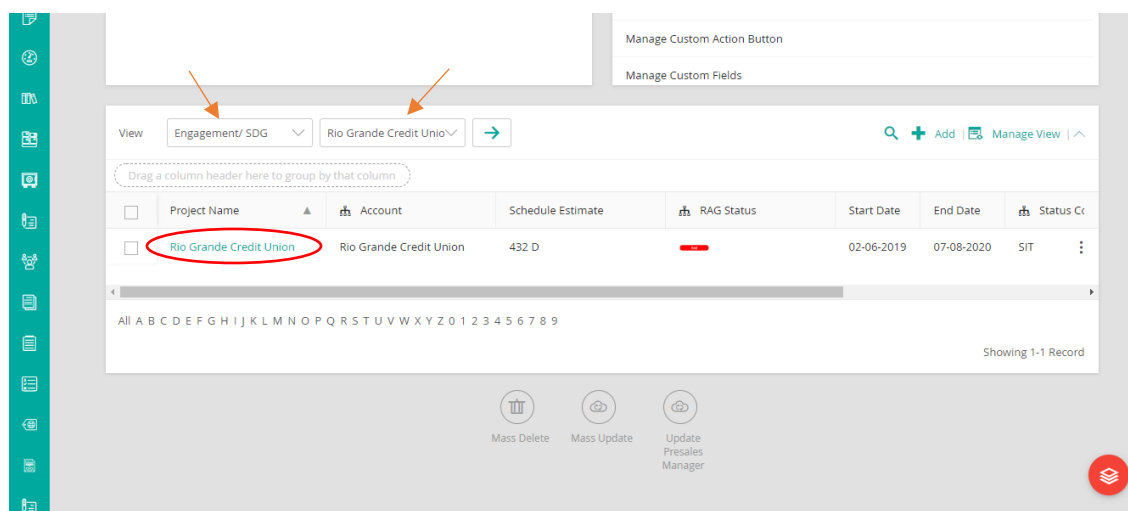 Manage Custom Action Button
Manage Custom Fields
View Engagement/ SDG Rio Grande Credit Unio Add | Manage View |
Drag a column header here to group by that column
Project Name Account Schedule Estimate RAG Status Start Date End Date Status Co
Rio Grande Credit Union Rio Grande Credit Union 432 D 02-06-2019 07-08-2020 SIT
All A B C D E F G H I J K L M N O P Q R S T U V W X Y Z 0 1 2 3 4 5 6 7 8 9
Showing 1-1 Record
Mass Delete Mass Update Update
Presales
Manager